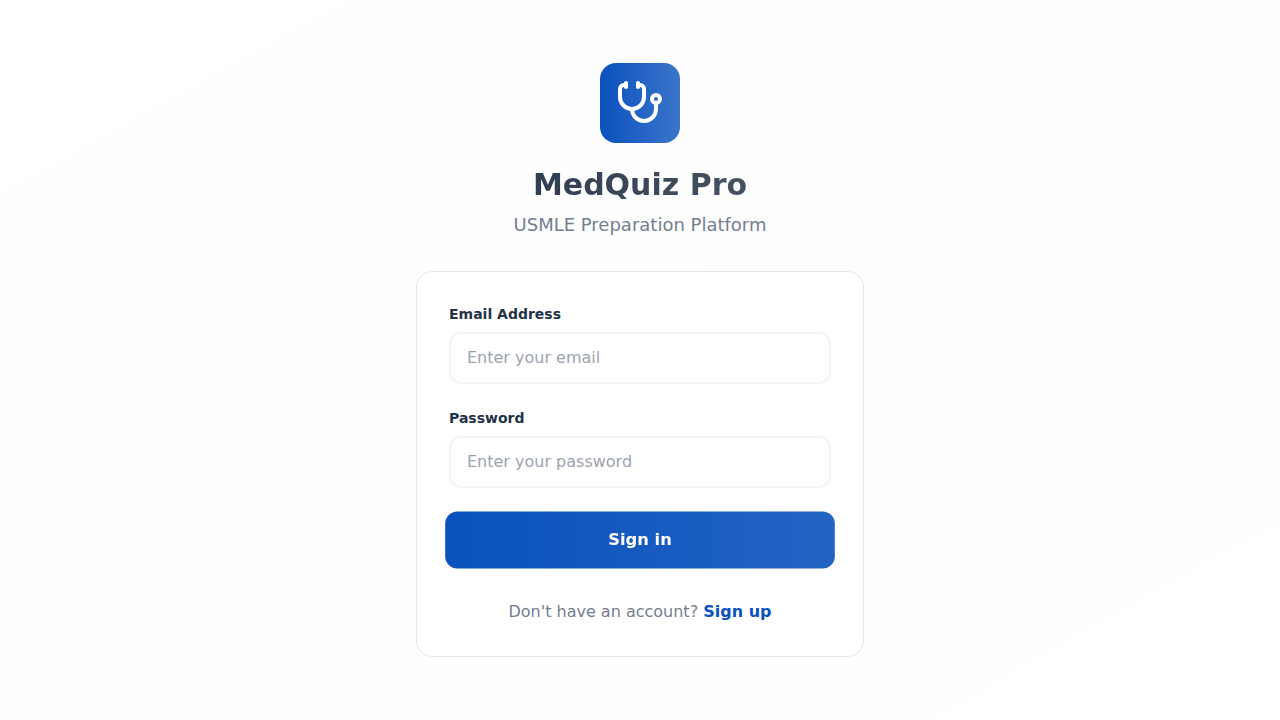 MedQuiz Pro
USMLE Preparation Platform
Email Address
Enter your email
Password
Enter your password
Sign in
Don't have an account? Sign up